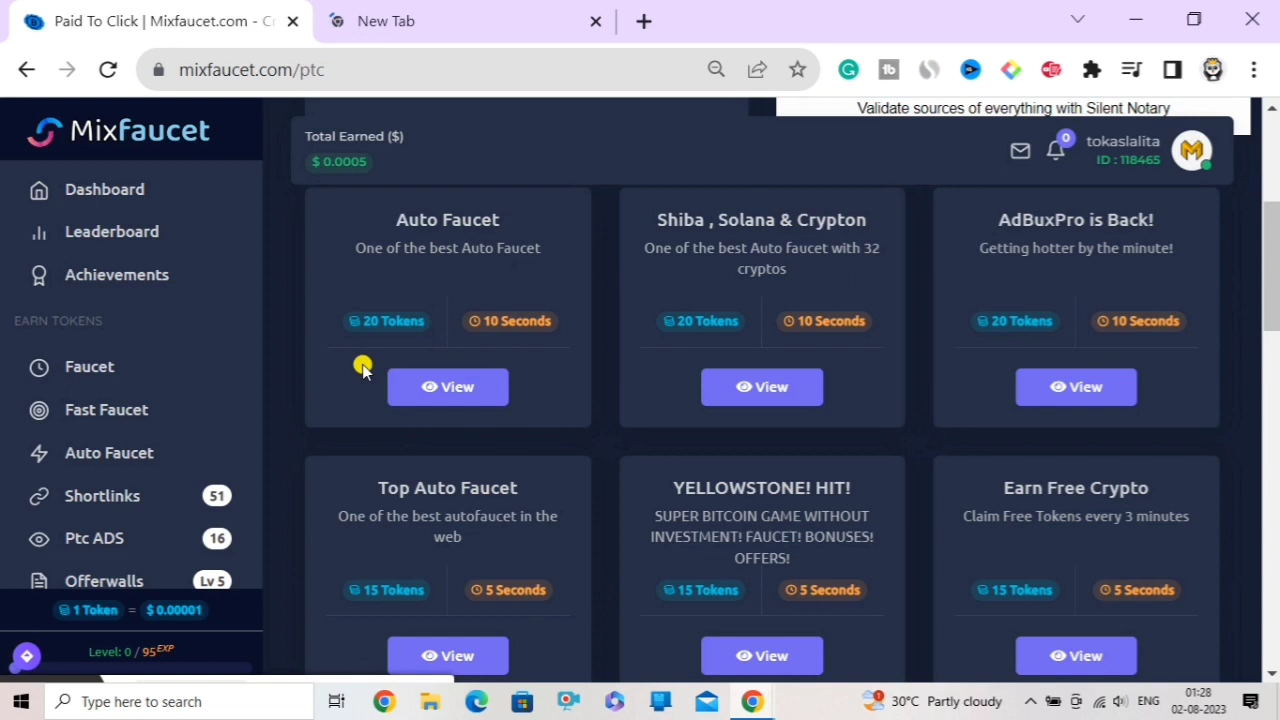 Paid To Click | Mixfaucet.com - Cr
New Tab
mixfaucet.com/ptc
Validate sources of everything with Silent Notary
Mixfaucet
Total Earned ($)
$ 0.0005
0
tokaslalita
ID : 118465
Dashboard
Leaderboard
Achievements
EARN TOKENS
Faucet
Fast Faucet
Auto Faucet
Shortlinks 51
Ptc ADS 16
Offerwalls Lv 5
1 Token = $ 0.00001
Level: 0 / 95EXP
Auto Faucet
One of the best Auto Faucet
20 Tokens 10 Seconds
View
Shiba , Solana & Crypton
One of the best Auto faucet with 32
cryptos
20 Tokens 10 Seconds
View
AdBuxPro is Back!
Getting hotter by the minute!
20 Tokens 10 Seconds
View
Top Auto Faucet
One of the best autofaucet in the
web
15 Tokens 5 Seconds
View
YELLOWSTONE! HIT!
SUPER BITCOIN GAME WITHOUT
INVESTMENT! FAUCET! BONUSES!
OFFERS!
15 Tokens 5 Seconds
View
Earn Free Crypto
Claim Free Tokens every 3 minutes
15 Tokens 5 Seconds
View
Type here to search
30°C Partly cloudy
ENG
01:28
02-08-2023